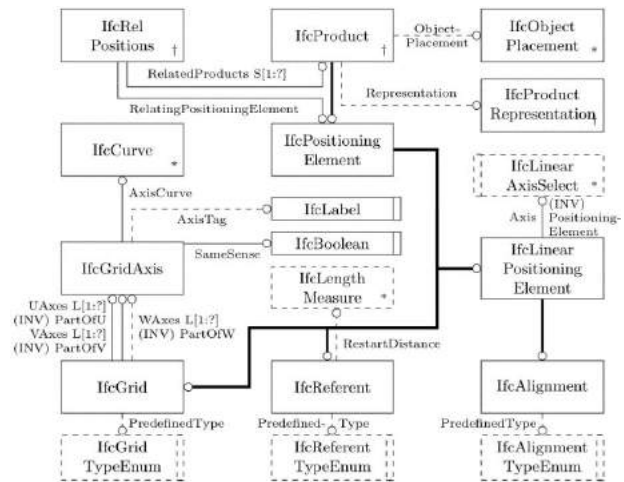 IfcRel
Positions
†
IfcProduct
†
Object-
Placement
IfcObject
Placement
*
RelatedProducts S[1:?]
RelatingPositioningElement
Representation
IfcProduct
Representation
†
IfcCurve
*
IfcPositioning
Element
IfcLinear
AxisSelect
*
AxisCurve
AxisTag
IfcLabel
Axis
(INV)
Positioning-
Element
IfcGridAxis
SameSense
IfcBoolean
IfcLinear
Positioning
Element
IfcLength
Measure
*
UAxes L[1:?]
(INV) PartOfU
VAxes L[1:?]
(INV) PartOfV
WAxes L[1:?]
(INV) PartOfW
RestartDistance
IfcGrid
IfcReferent
IfcAlignment
PredefinedType
Predefined-
Type
PredefinedType
IfcGrid
TypeEnum
IfcReferent
TypeEnum
IfcAlignment
TypeEnum